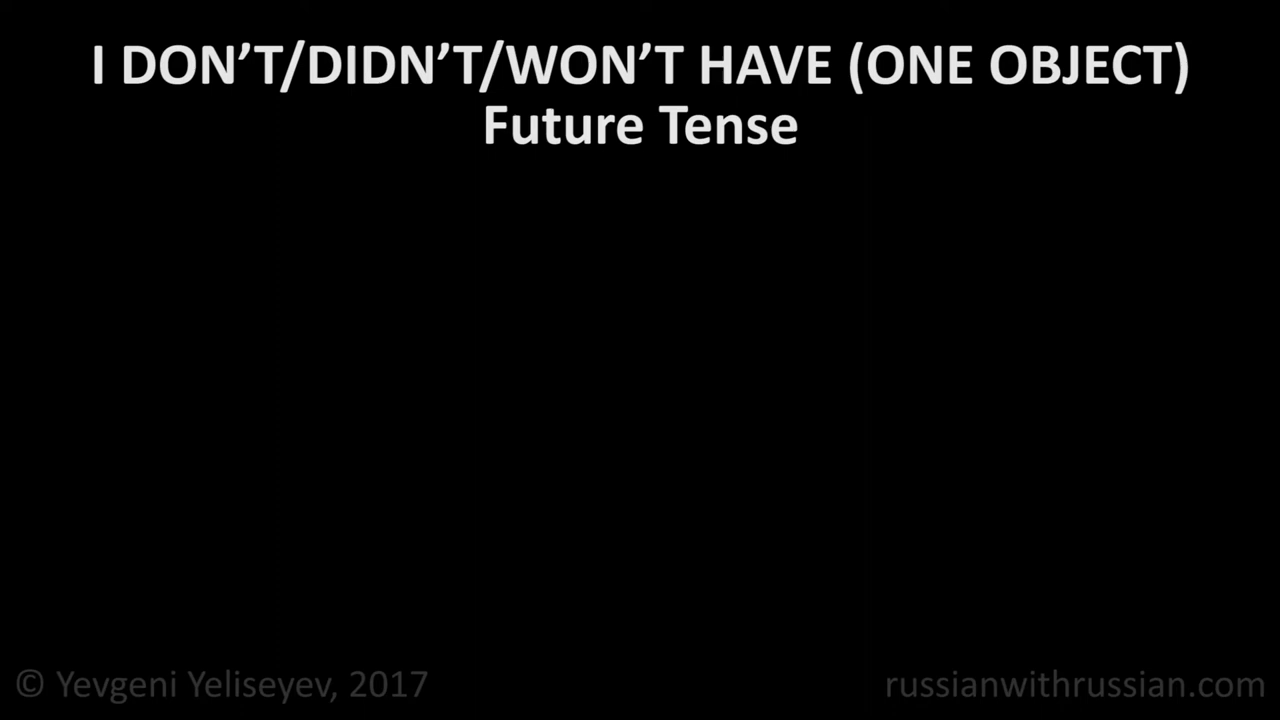 I DON’T/DIDN’T/WON’T HAVE (ONE OBJECT)
Future Tense
© Yevgeni Yeliseyev, 2017
russianwithrussian.com